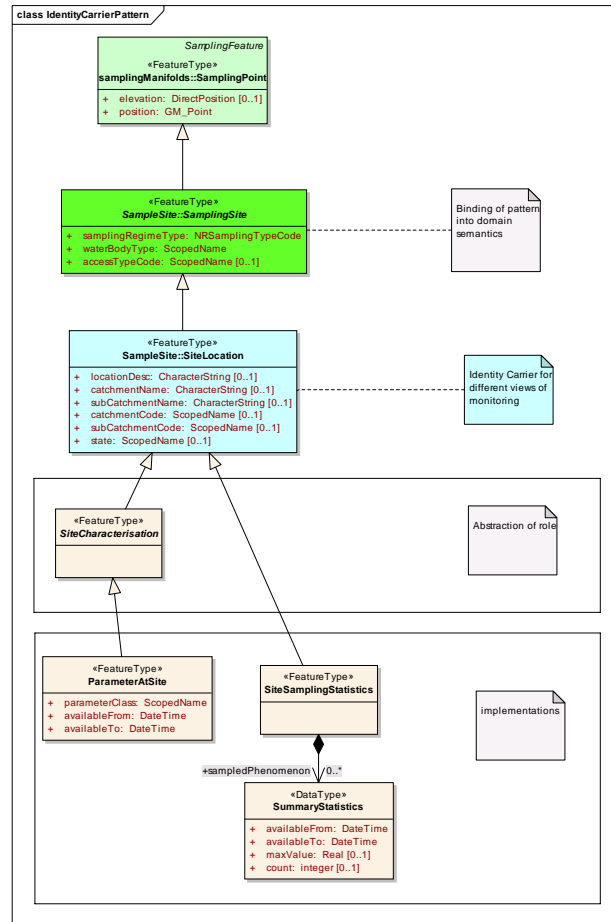 class IdentityCarrierPattern
SamplingFeature
«FeatureType»
samplingManifolds::SamplingPoint
+ elevation: DirectPosition [0..1]
+ position: GM_Point
«FeatureType»
SampleSite::SamplingSite
+ samplingRegimeType: NRSamplingTypeCode
+ waterBodyType: ScopedName
+ accessTypeCode: ScopedName [0..1]
Binding of pattern
into domain
semantics
«FeatureType»
SampleSite::SiteLocation
+ locationDesc: CharacterString [0..1]
+ catchmentName: CharacterString [0..1]
+ subCatchmentName: CharacterString [0..1]
+ catchmentCode: ScopedName [0..1]
+ subCatchmentCode: ScopedName [0..1]
+ state: ScopedName [0..1]
Identity Carrier for
different views of
monitoring
«FeatureType»
SiteCharacterisation
Abstraction of role
«FeatureType»
ParameterAtSite
+ parameterClass: ScopedName
+ availableFrom: DateTime
+ availableTo: DateTime
«FeatureType»
SiteSamplingStatistics
implementations
+sampledPhenomenon 0..*
«DataType»
SummaryStatistics
+ availableFrom: DateTime
+ availableTo: DateTime
+ maxValue: Real [0..1]
+ count: integer [0..1]